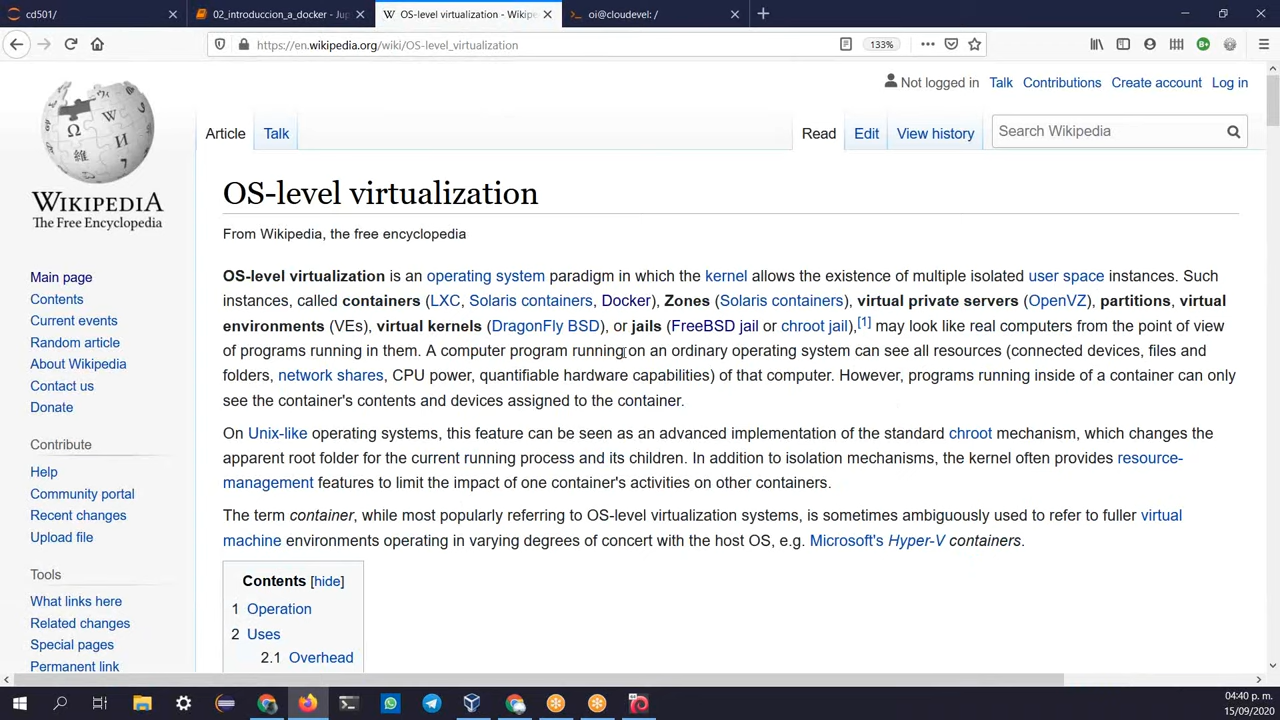 cd501/
02_introduccion_a_docker - Jup
OS-level virtualization - Wikipe
oi@cloudevel: /
https://en.wikipedia.org/wiki/OS-level_virtualization
133%
Not logged in Talk Contributions Create account Log in
Article Talk
Read Edit View history
Search Wikipedia
WIKIPEDIA
The Free Encyclopedia
OS-level virtualization
From Wikipedia, the free encyclopedia
OS-level virtualization is an operating system paradigm in which the kernel allows the existence of multiple isolated user space instances. Such
instances, called containers (LXC, Solaris containers, Docker), Zones (Solaris containers), virtual private servers (OpenVZ), partitions, virtual
environments (VEs), virtual kernels (DragonFly BSD), or jails (FreeBSD jail or chroot jail),[1] may look like real computers from the point of view
of programs running in them. A computer program running on an ordinary operating system can see all resources (connected devices, files and
folders, network shares, CPU power, quantifiable hardware capabilities) of that computer. However, programs running inside of a container can only
see the container's contents and devices assigned to the container.
On Unix-like operating systems, this feature can be seen as an advanced implementation of the standard chroot mechanism, which changes the
apparent root folder for the current running process and its children. In addition to isolation mechanisms, the kernel often provides resource-
management features to limit the impact of one container's activities on other containers.
The term container, while most popularly referring to OS-level virtualization systems, is sometimes ambiguously used to refer to fuller virtual
machine environments operating in varying degrees of concert with the host OS, e.g. Microsoft's Hyper-V containers.
Contents [hide]
1 Operation
2 Uses
2.1 Overhead
Main page
Contents
Current events
Random article
About Wikipedia
Contact us
Donate
Contribute
Help
Community portal
Recent changes
Upload file
Tools
What links here
Related changes
Special pages
Permanent link
04:40 p. m.
15/09/2020